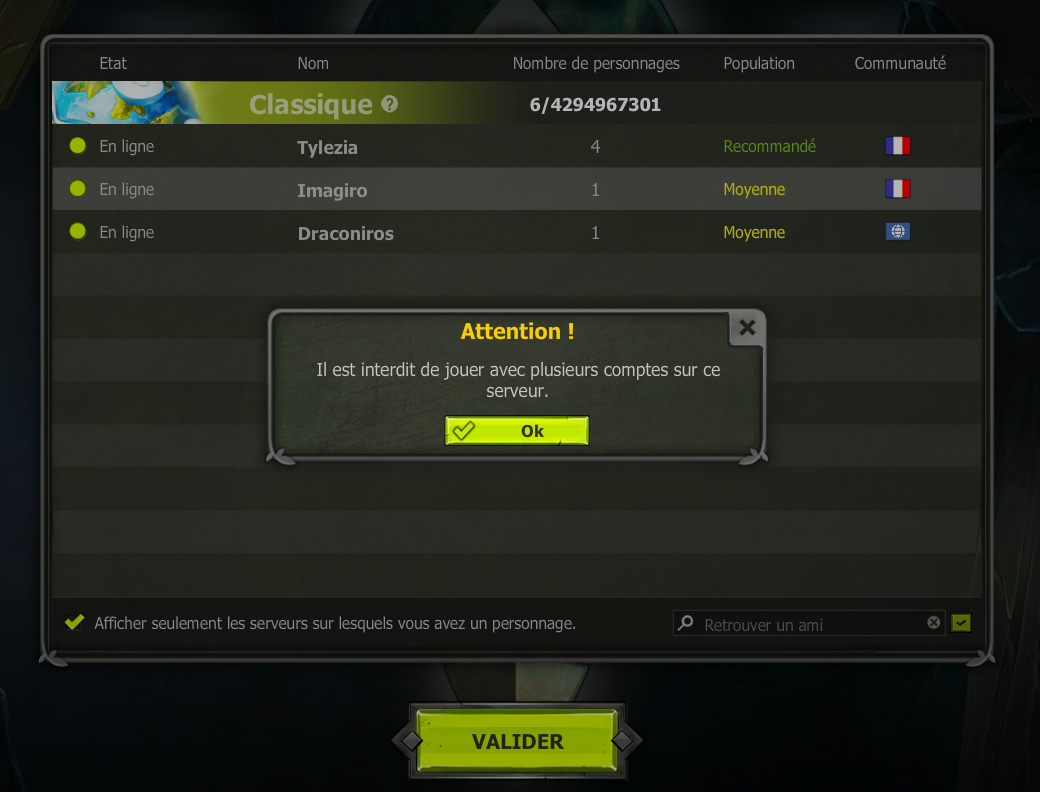 Etat Nom Nombre de personnages Population Communauté
Classique ? 6/4294967301
En ligne Tylezia 4 Recommandé
En ligne Imagiro 1 Moyenne
En ligne Draconiros 1 Moyenne
Attention !
Il est interdit de jouer avec plusieurs comptes sur ce
serveur.
Ok
Afficher seulement les serveurs sur lesquels vous avez un personnage. Retrouver un ami
VALIDER